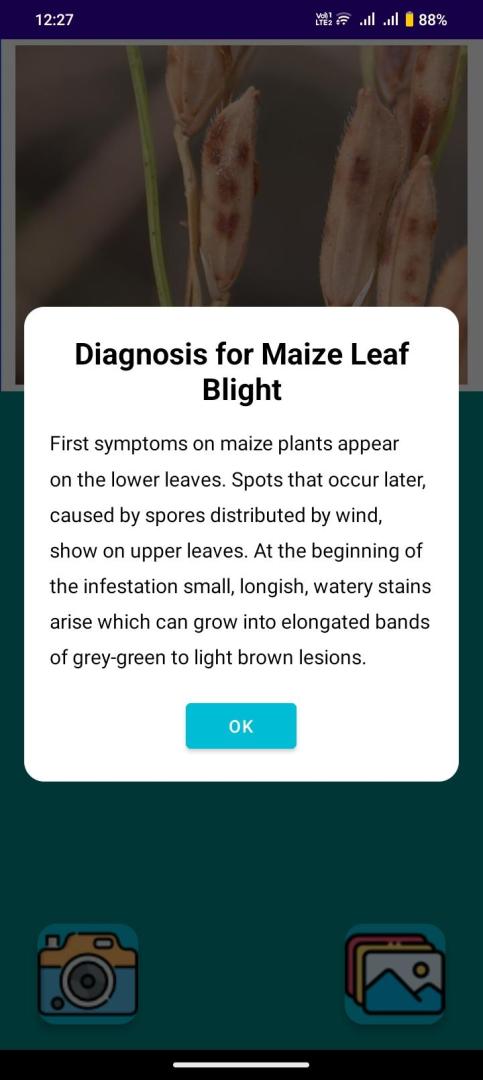 12:27
Vo)) 1
LTE2
88%
Diagnosis for Maize Leaf
Blight
First symptoms on maize plants appear
on the lower leaves. Spots that occur later,
caused by spores distributed by wind,
show on upper leaves. At the beginning of
the infestation small, longish, watery stains
arise which can grow into elongated bands
of grey-green to light brown lesions.
OK